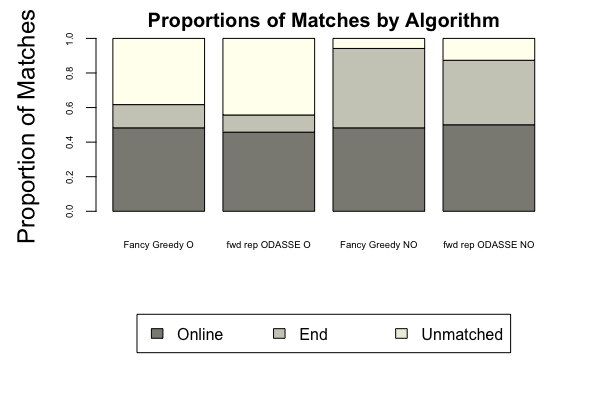 Proportions of Matches by Algorithm
Proportion of Matches
1.0
0.8
0.6
0.4
0.2
0.0
Fancy Greedy O fwd rep ODASSE O Fancy Greedy NO fwd rep ODASSE NO
Online End Unmatched